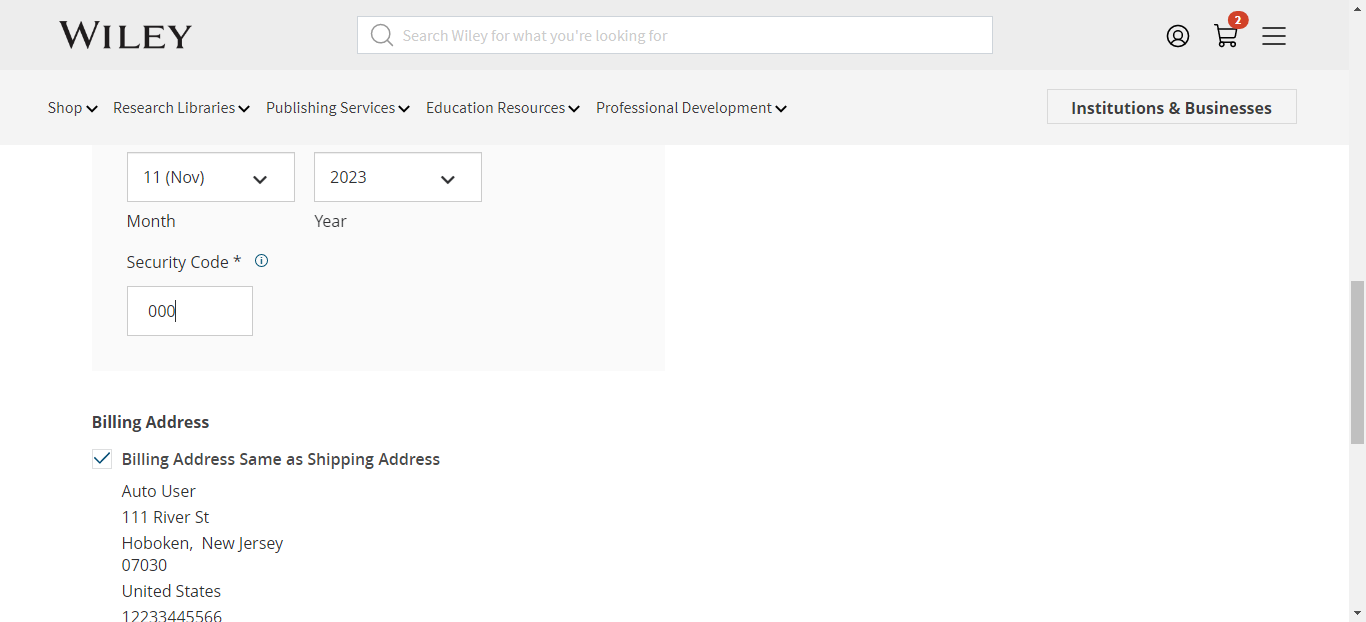 WILEY
Search Wiley for what you're looking for
2
Shop
Research Libraries
Publishing Services
Education Resources
Professional Development
Institutions & Businesses
11 (Nov)
2023
Month
Year
Security Code *
000
Billing Address
Billing Address Same as Shipping Address
Auto User
111 River St
Hoboken, New Jersey
07030
United States
12233445566